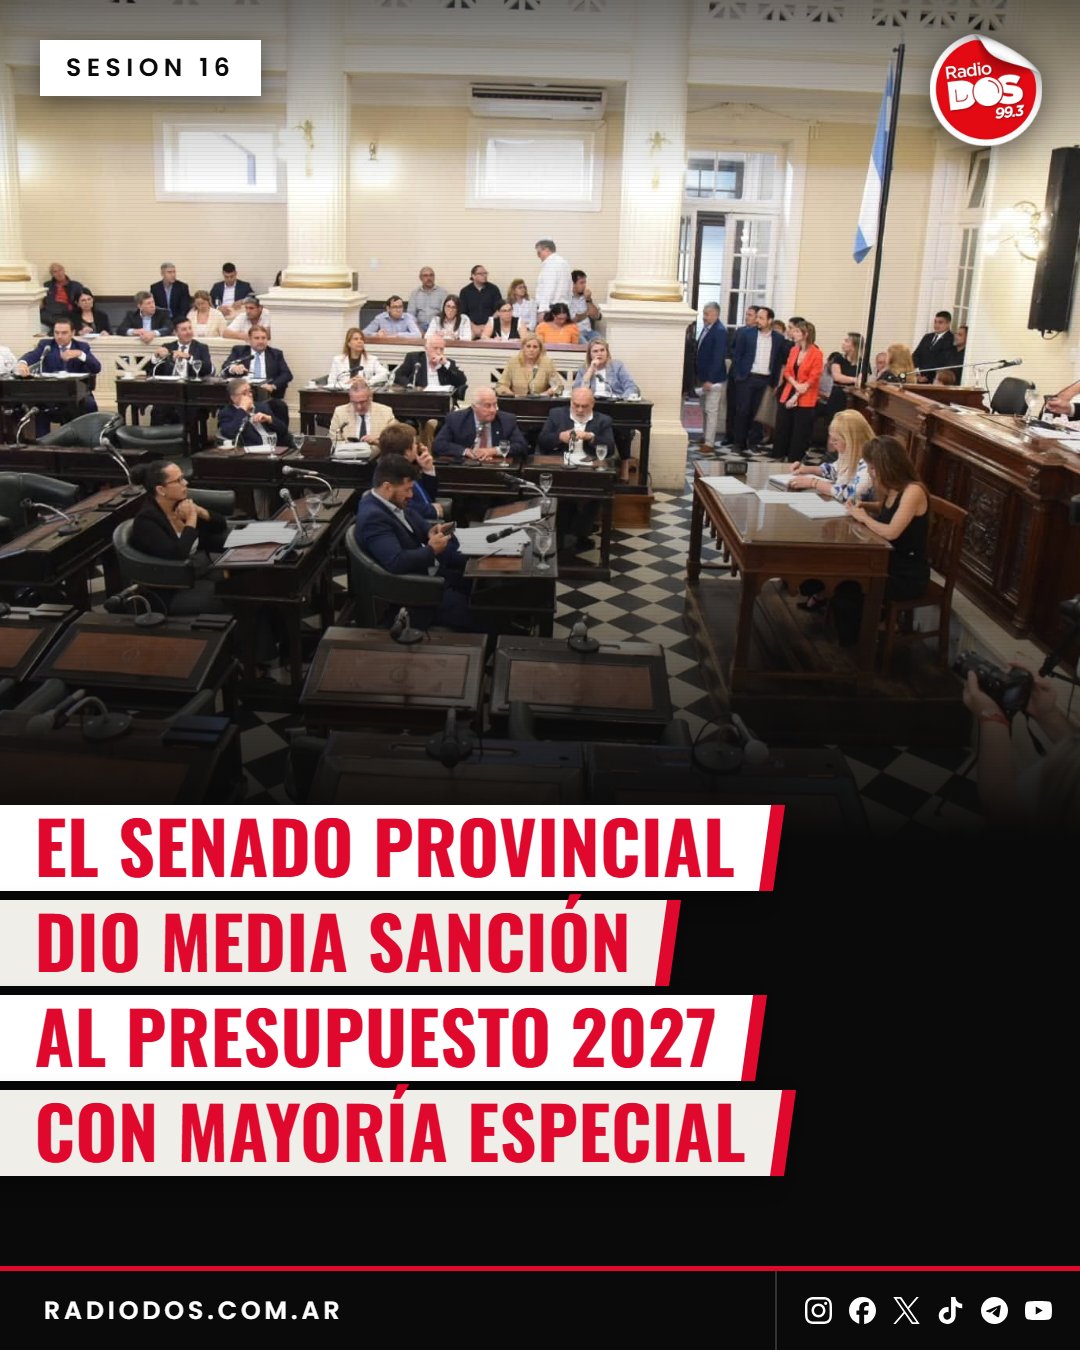 SESION 16
Radio
DOS
99.3
EL SENADO PROVINCIAL
DIO MEDIA SANCIÓN
AL PRESUPUESTO 2027
CON MAYORÍA ESPECIAL
RADIODOS.COM.AR